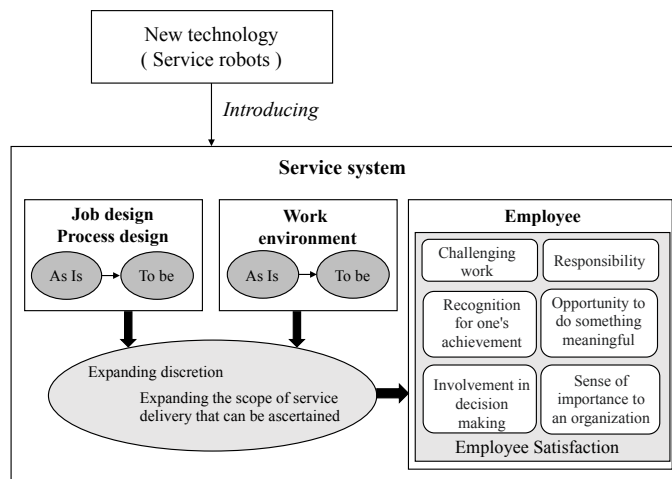 New technology
( Service robots )
Introducing
Service system
Job design
Process design
As Is
To be
Work
environment
As Is
To be
Employee
Challenging
work
Responsibility
Recognition
for one's
achievement
Opportunity to
do something
meaningful
Involvement in
decision
making
Sense of
importance to
an organization
Employee Satisfaction
Expanding discretion
Expanding the scope of service
delivery that can be ascertained